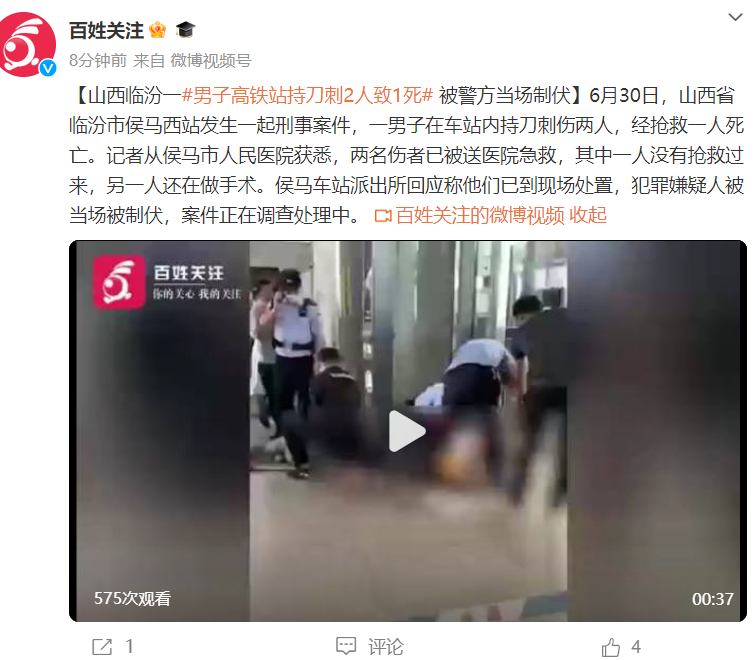 百姓关注
8分钟前 来自 微博视频号
【山西临汾一#男子高铁站持刀刺2人致1死# 被警方当场制伏】6月30日，山西省
临汾市侯马西站发生一起刑事案件，一男子在车站内持刀刺伤两人，经抢救一人死
亡。记者从侯马市人民医院获悉，两名伤者已被送医院急救，其中一人没有抢救过
来，另一人还在做手术。侯马车站派出所回应称他们已到现场处置，犯罪嫌疑人被
当场被制伏，案件正在调查处理中。 百姓关注的微博视频 收起
百姓关注
你的关心 我的关注
575次观看
00:37
1
评论
4